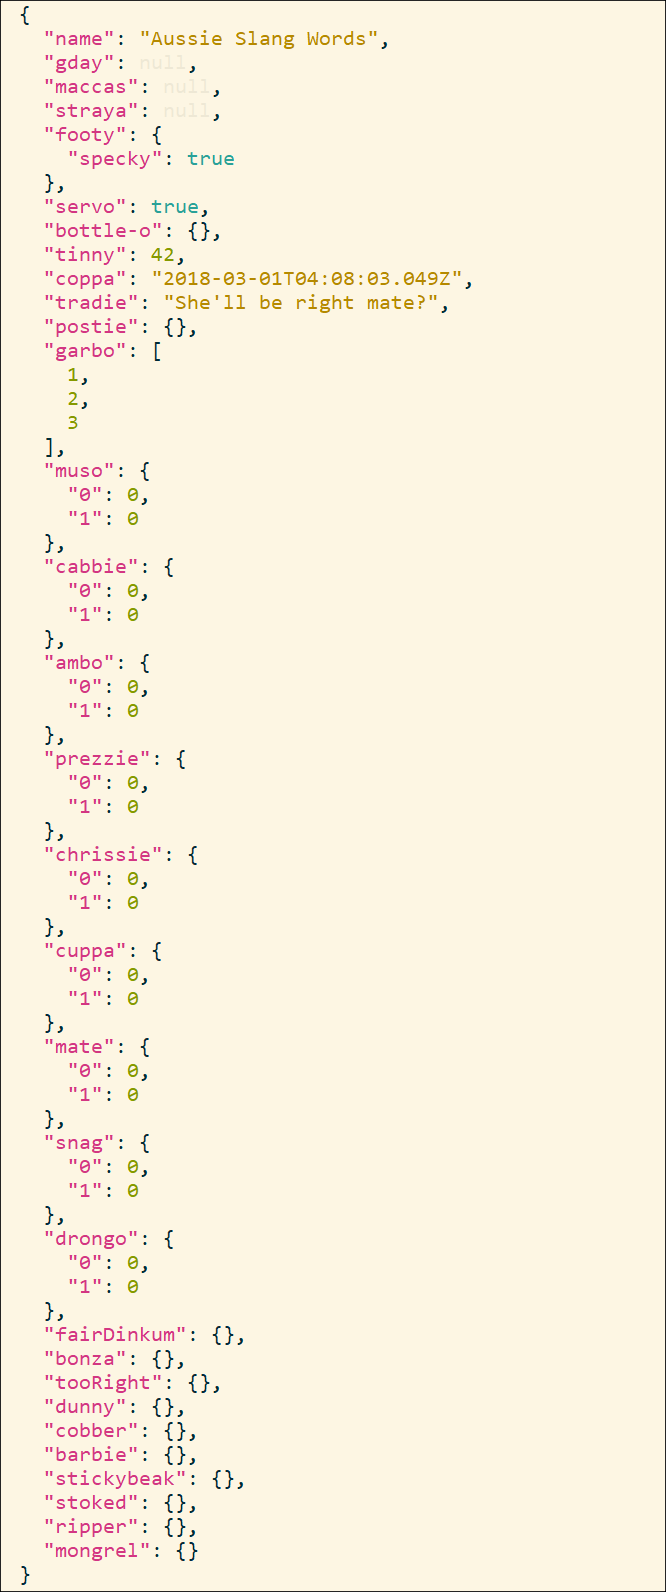 {
  "name": "Aussie Slang Words",
  "gday": null,
  "maccas": null,
  "straya": null,
  "footy": {
    "specky": true
  },
  "servo": true,
  "bottle-o": {},
  "tinny": 42,
  "coppa": "2018-03-01T04:08:03.049Z",
  "tradie": "She'll be right mate?",
  "postie": {},
  "garbo": [
    1,
    2,
    3
  ],
  "muso": {
    "0": 0,
    "1": 0
  },
  "cabbie": {
    "0": 0,
    "1": 0
  },
  "ambo": {
    "0": 0,
    "1": 0
  },
  "prezzie": {
    "0": 0,
    "1": 0
  },
  "chrissie": {
    "0": 0,
    "1": 0
  },
  "cuppa": {
    "0": 0,
    "1": 0
  },
  "mate": {
    "0": 0,
    "1": 0
  },
  "snag": {
    "0": 0,
    "1": 0
  },
  "drongo": {
    "0": 0,
    "1": 0
  },
  "fairDinkum": {},
  "bonza": {},
  "tooRight": {},
  "dunny": {},
  "cobber": {},
  "barbie": {},
  "stickybeak": {},
  "stoked": {},
  "ripper": {},
  "mongrel": {}
}